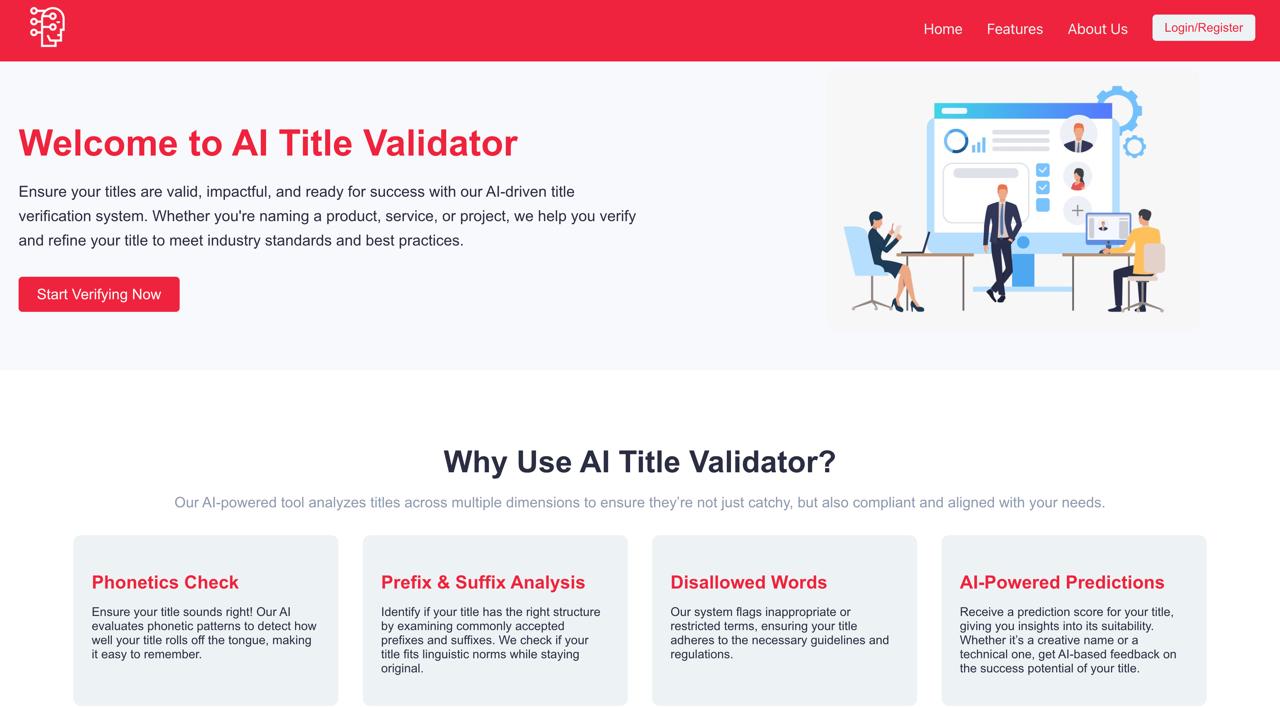 Home Features About Us Login/Register
Welcome to AI Title Validator
Ensure your titles are valid, impactful, and ready for success with our AI-driven title
verification system. Whether you're naming a product, service, or project, we help you verify
and refine your title to meet industry standards and best practices.
Start Verifying Now
Why Use AI Title Validator?
Our AI-powered tool analyzes titles across multiple dimensions to ensure they’re not just catchy, but also compliant and aligned with your needs.
Phonetics Check
Ensure your title sounds right! Our AI
evaluates phonetic patterns to detect how
well your title rolls off the tongue, making
it easy to remember.
Prefix & Suffix Analysis
Identify if your title has the right structure
by examining commonly accepted
prefixes and suffixes. We check if your
title fits linguistic norms while staying
original.
Disallowed Words
Our system flags inappropriate or
restricted terms, ensuring your title
adheres to the necessary guidelines and
regulations.
AI-Powered Predictions
Receive a prediction score for your title,
giving you insights into its suitability.
Whether it’s a creative name or a
technical one, get AI-based feedback on
the success potential of your title.